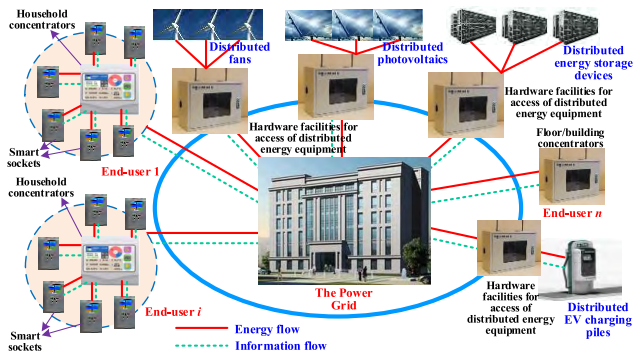 Household
concentrators
Distributed
fans
Distributed
photovoltaics
Distributed
energy storage
devices
Hardware facilities for
access of distributed
energy equipment
Hardware facilities for
access of distributed
energy equipment
Floor/building
concentrators
Smart
sockets
End-user 1
Household
concentrators
End-user n
The Power
Grid
Hardware
facilities for
access of
distributed energy
equipment
Distributed
EV charging
piles
End-user i
Smart
sockets
Energy flow
Information flow